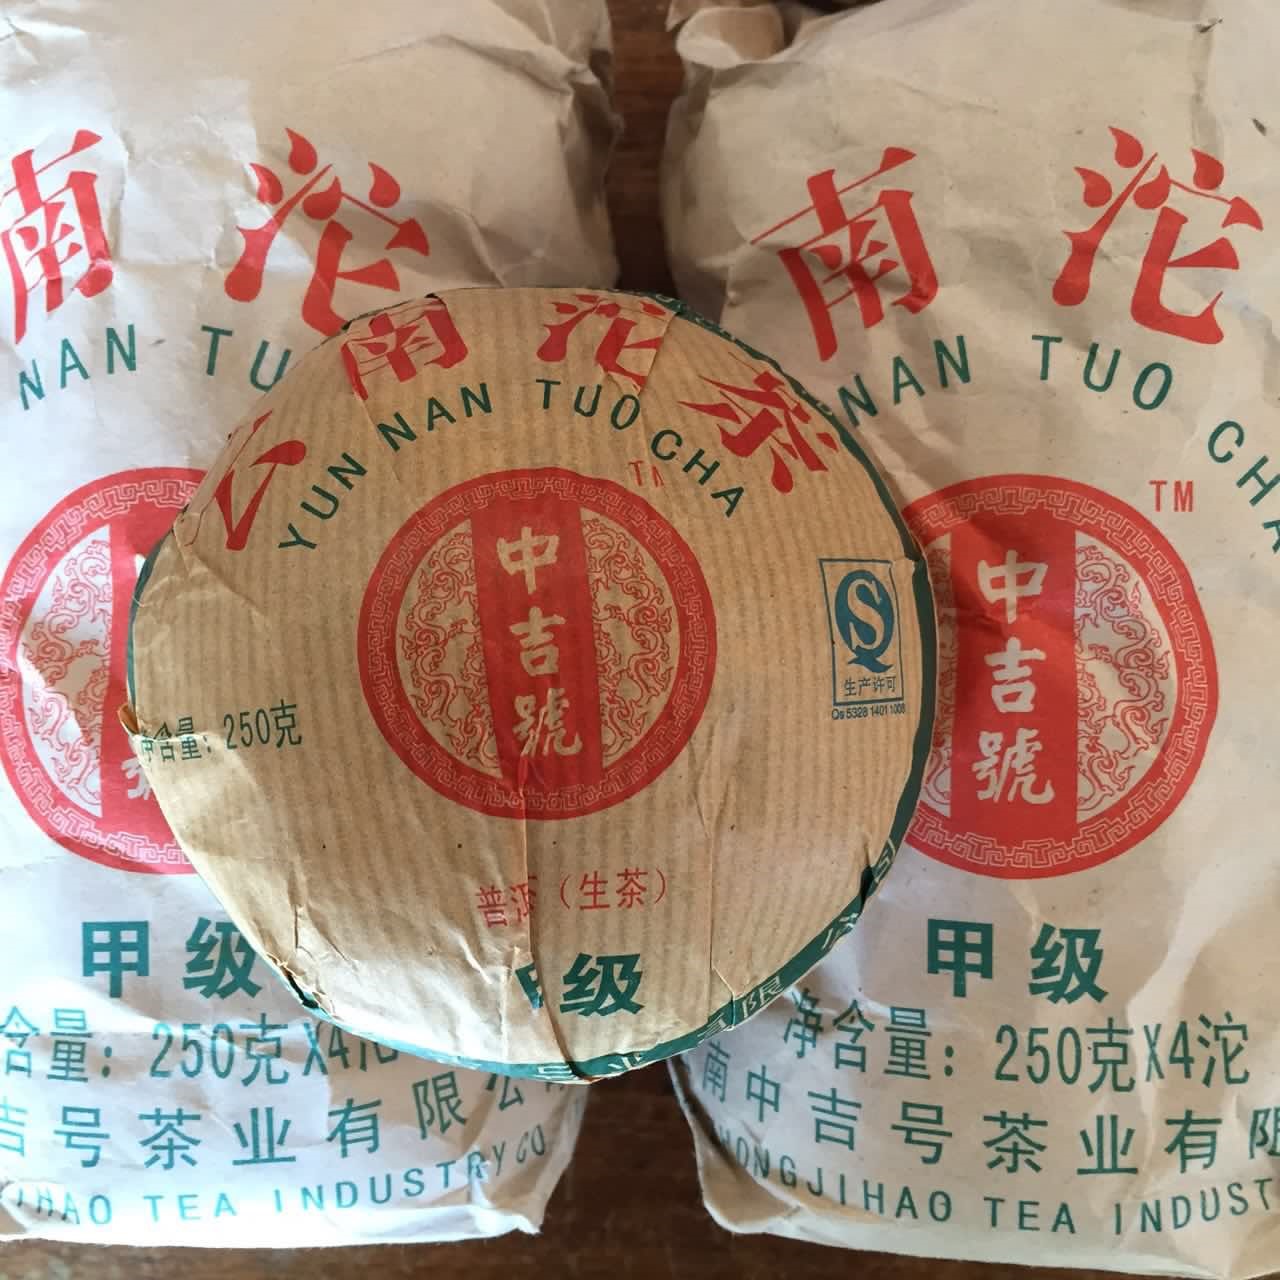 南沱
NAN TU
甲级
含量：250克X4沱
吉号茶业有限公
JIHAO TEA INDUSTRY CO
云南沱茶
YUN NAN TUO CHA
中吉號
净含量：250克
生产许可
QS 5328 1401 1008
普洱（生茶）
甲级
南沱
NAN TUO CHA
TM
中吉號
甲级
净含量：250克X4沱
南中吉号茶业有限
ZHONGJIHAO TEA INDUST